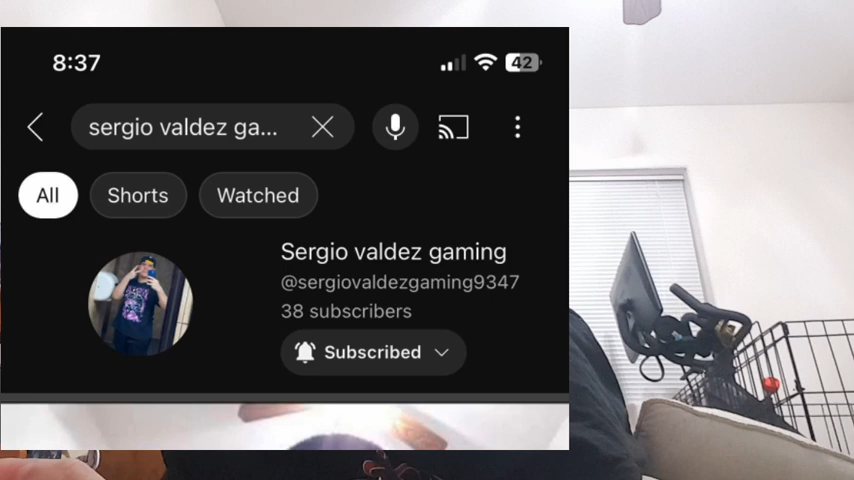 8:37
42
sergio valdez ga...
All
Shorts
Watched
Sergio valdez gaming
@sergiovaldezgaming9347
38 subscribers
Subscribed